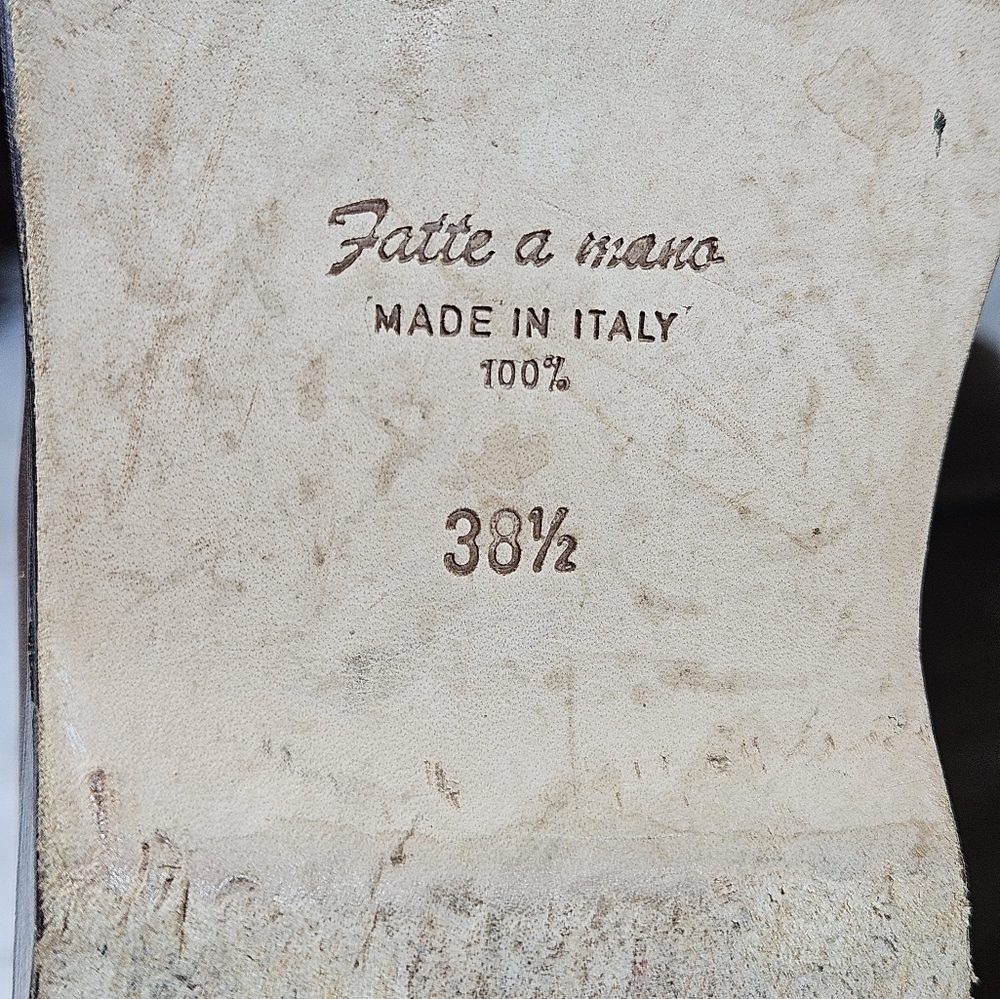 Fatte a mano
MADE IN ITALY
100%
38½